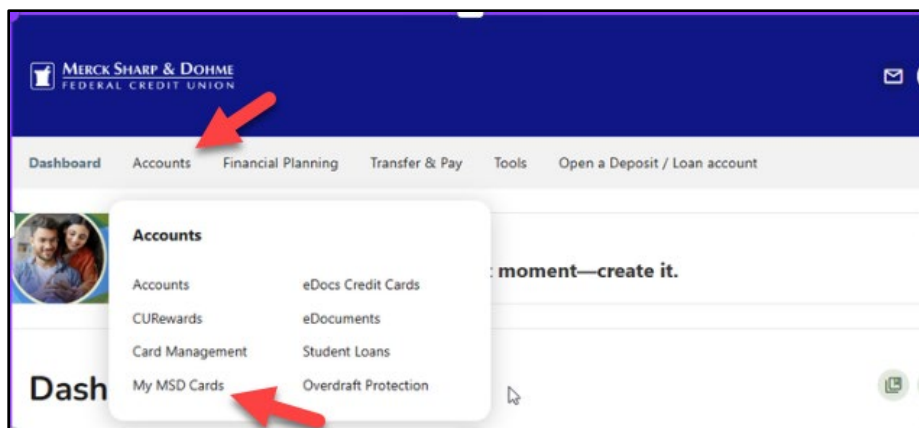 MERCK SHARP & DOHME
FEDERAL CREDIT UNION
Dashboard Accounts Financial Planning Transfer & Pay Tools Open a Deposit / Loan account
Accounts
moment—create it.
Accounts eDocs Credit Cards
CURewards eDocuments
Card Management Student Loans
My MSD Cards Overdraft Protection
Dash